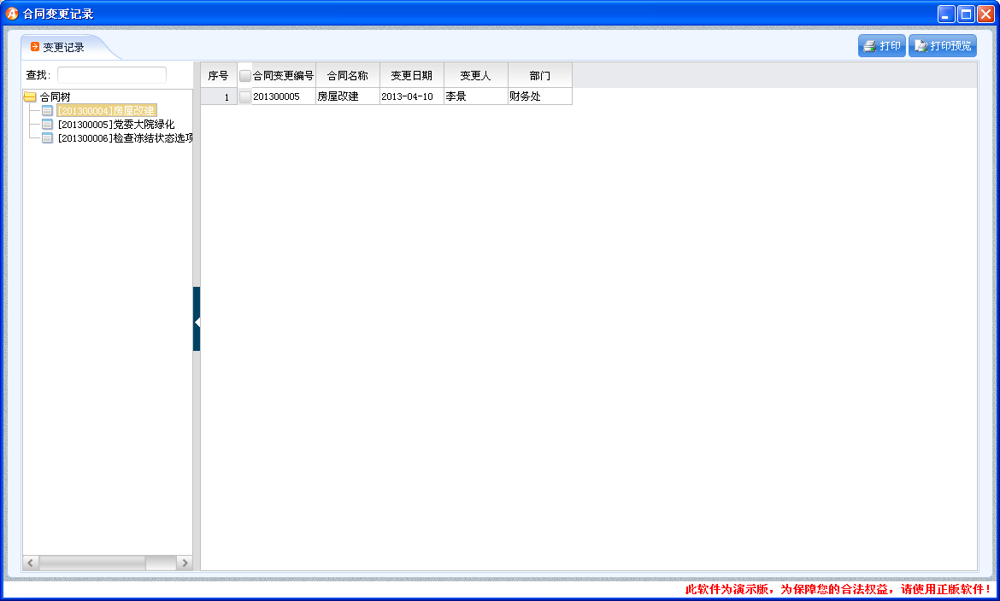 合同变更记录
变更记录
打印 打印预览
查找:
合同树
[201300004]房屋改建
[201300005]党委大院绿化
[201300006]检查冻结状态选项
序号 合同变更编号 合同名称 变更日期 变更人 部门
1 201300005 房屋改建 2013-04-10 李景 财务处
此软件为演示版，为保障您的合法权益，请使用正版软件！